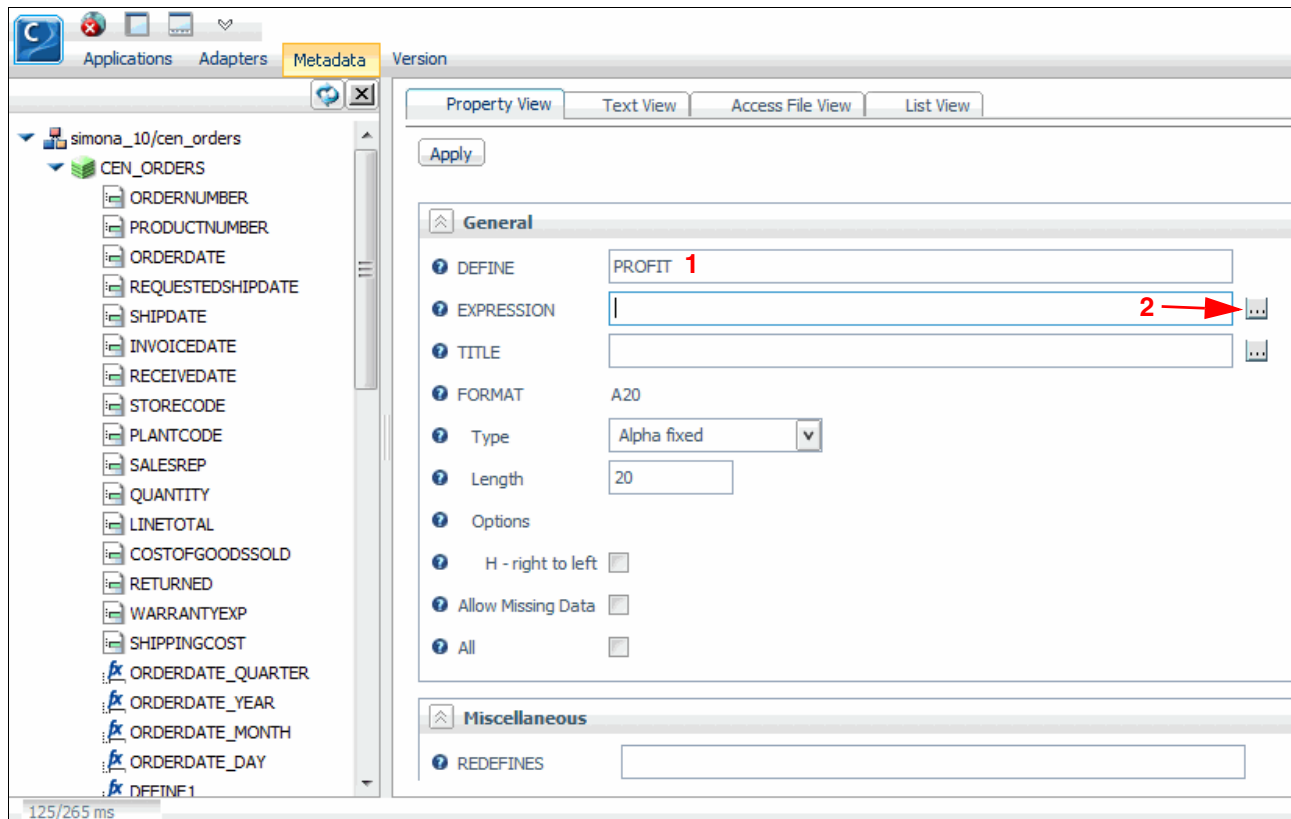 Applications Adapters Metadata Version
Property View Text View Access File View List View
simona_10/cen_orders
CEN_ORDERS
ORDERNUMBER
PRODUCTNUMBER
ORDERDATE
REQUESTEDSHIPDATE
SHIPDATE
INVOICEDATE
RECEIVEDATE
STORECODE
PLANTCODE
SALESREP
QUANTITY
LINETOTAL
COSTOFGOODSSOLD
RETURNED
WARRANTYEXP
SHIPPINGCOST
ORDERDATE_QUARTER
ORDERDATE_YEAR
ORDERDATE_MONTH
ORDERDATE_DAY
DEFINE1
125/265 ms
Apply
General
DEFINE PROFIT 1
EXPRESSION 2 ...
TITLE ...
FORMAT A20
Type Alpha fixed
Length 20
Options
H - right to left
Allow Missing Data
All
Miscellaneous
REDEFINES